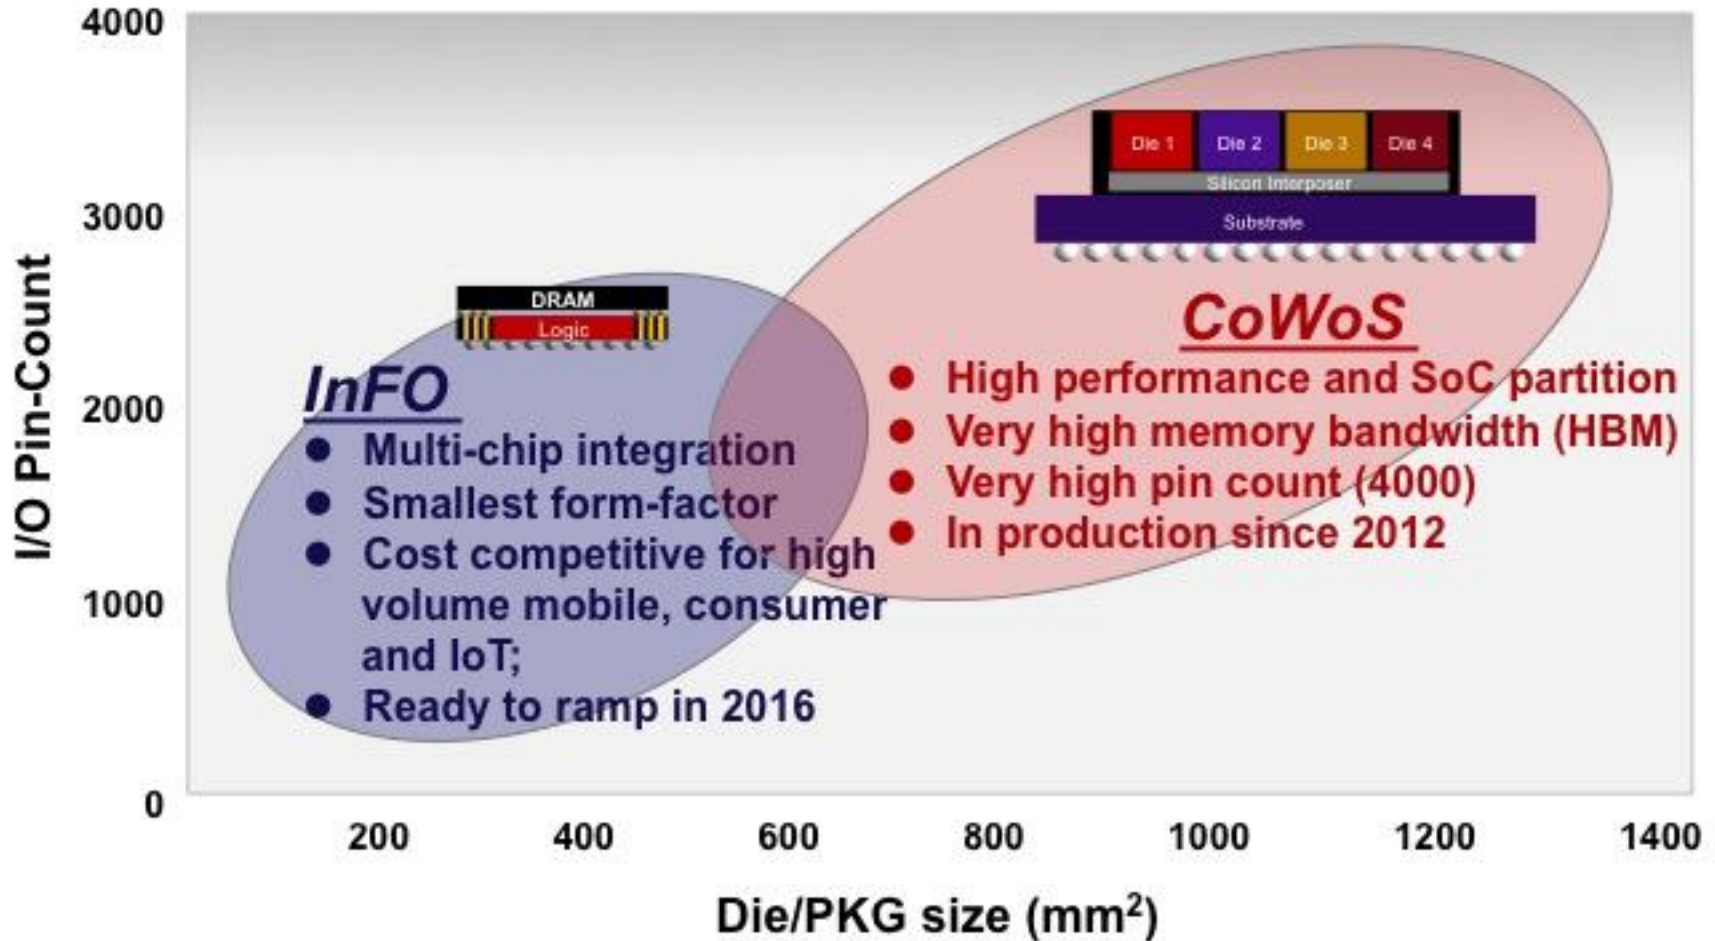 4000
3000
2000
1000
0
I/O Pin-Count
DRAM
Logic
InFO
● Multi-chip integration
● Smallest form-factor
● Cost competitive for high
volume mobile, consumer
and IoT;
● Ready to ramp in 2016
Die 1 Die 2 Die 3 Die 4
Silicon Interposer
Substrate
CoWoS
● High performance and SoC partition
● Very high memory bandwidth (HBM)
● Very high pin count (4000)
● In production since 2012
200 400 600 800 1000 1200 1400
Die/PKG size (mm²)